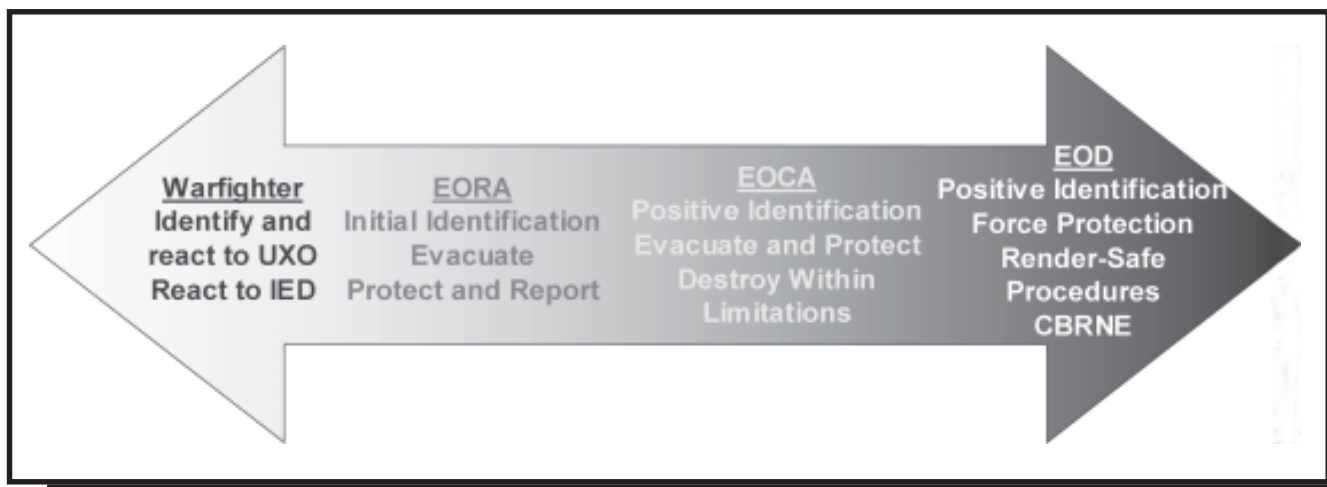 Warfighter
Identify and
react to UXO
React to IED
EORA
Initial Identification
Evacuate
Protect and Report
EOCA
Positive Identification
Evacuate and Protect
Destroy Within
Limitations
EOD
Positive Identification
Force Protection
Render-Safe
Procedures
CBRNE